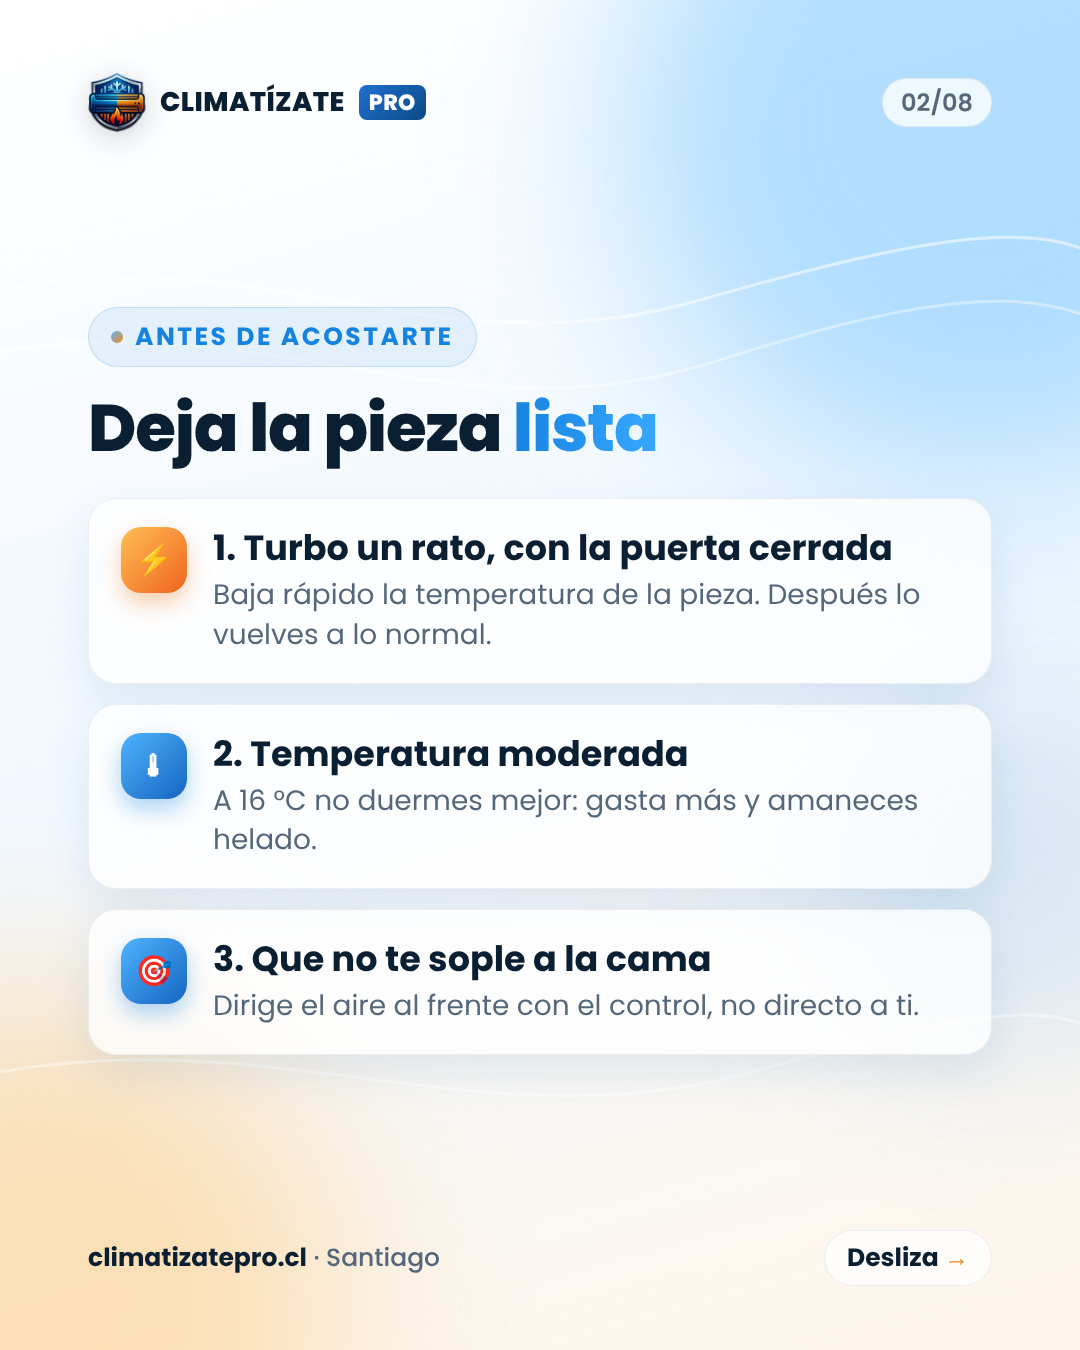 CLIMATÍZATE PRO
02/08
ANTES DE ACOSTARTE
Deja la pieza lista
1. Turbo un rato, con la puerta cerrada
Baja rápido la temperatura de la pieza. Después lo
vuelves a lo normal.
2. Temperatura moderada
A 16 °C no duermes mejor: gasta más y amaneces
helado.
3. Que no te sople a la cama
Dirige el aire al frente con el control, no directo a ti.
climatizatepro.cl · Santiago
Desliza →